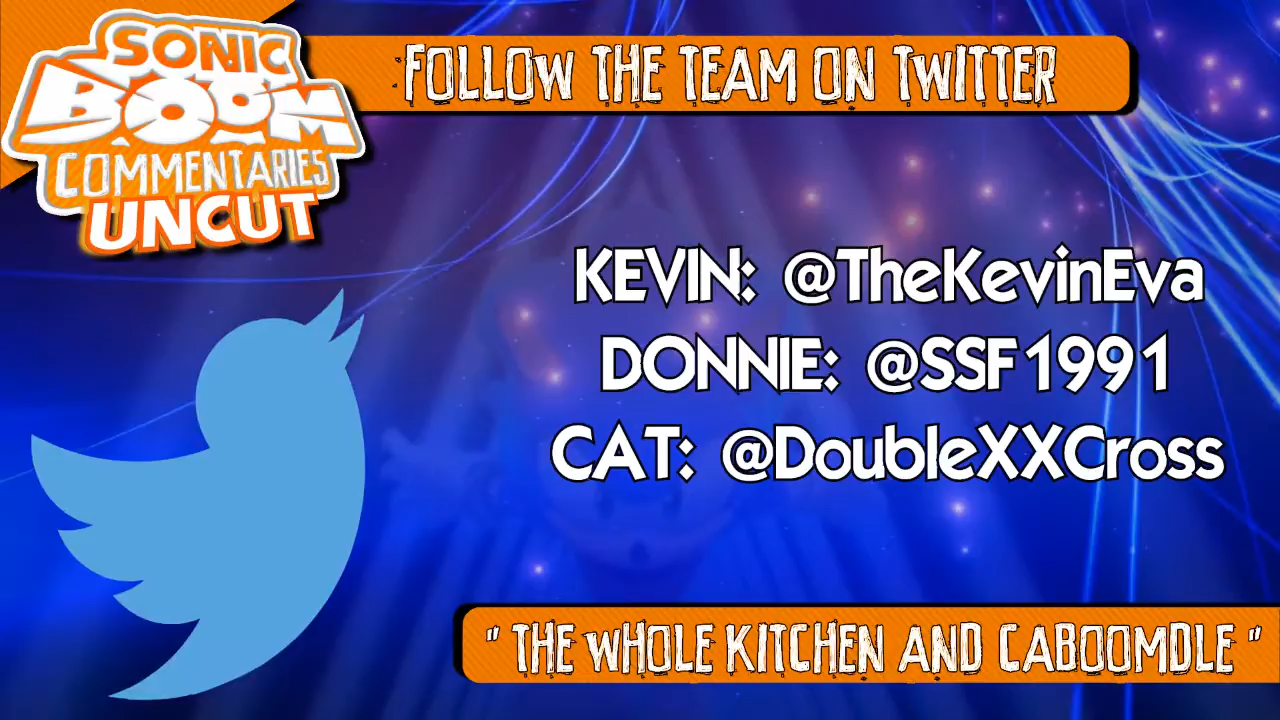 SONIC
BOOM
COMMENTARIES
UNCUT
FOLLOW THE TEAM ON TWITTER
KEVIN: @TheKevinEva
DONNIE: @SSF1991
CAT: @DoubleXXCross
" THE WHOLE KITCHEN AND CABOOMDLE "